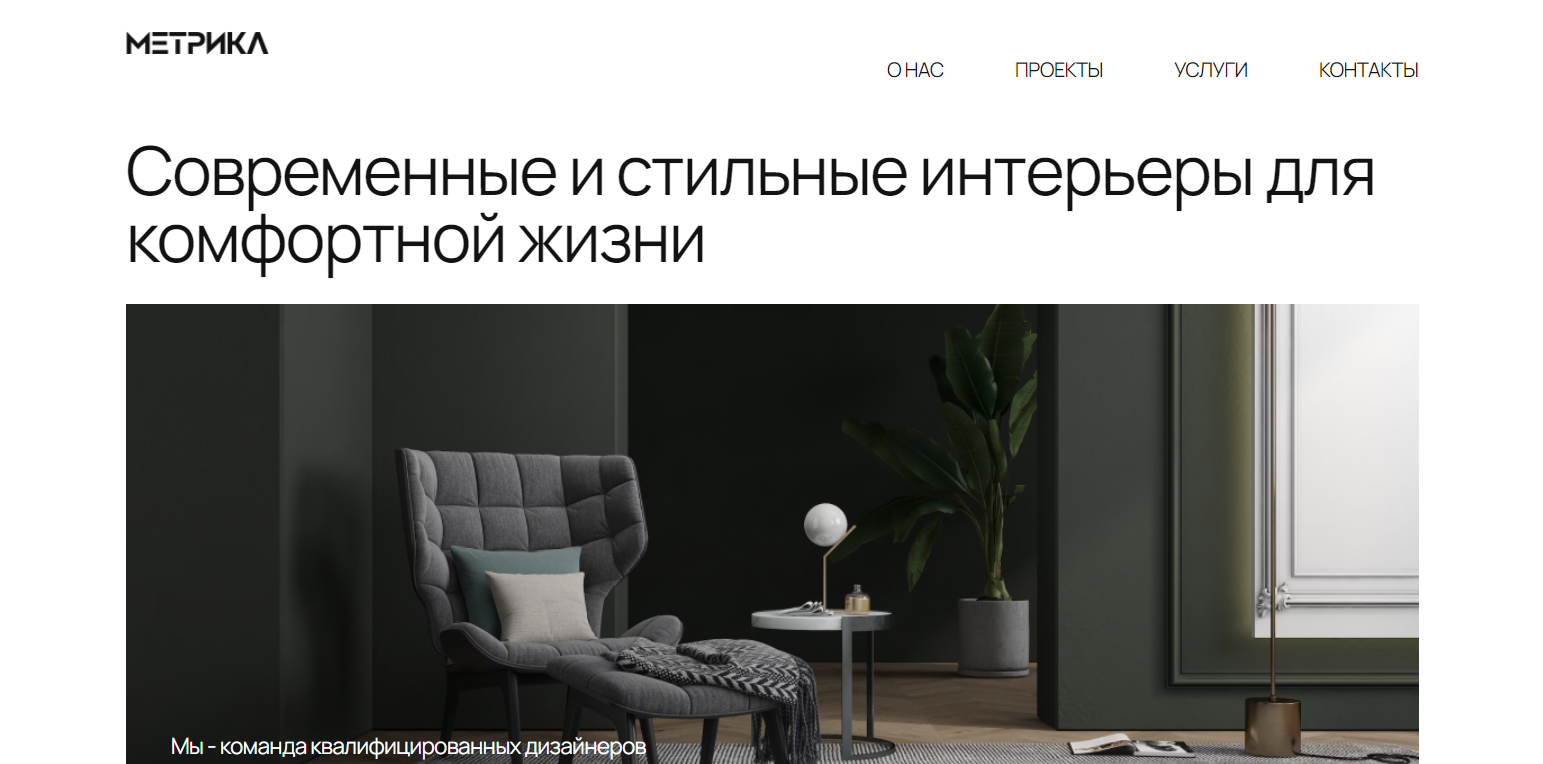 МЕТРИКА
О НАС ПРОЕКТЫ УСЛУГИ КОНТАКТЫ
Современные и стильные интерьеры для
комфортной жизни
Мы - команда квалифицированных дизайнеров